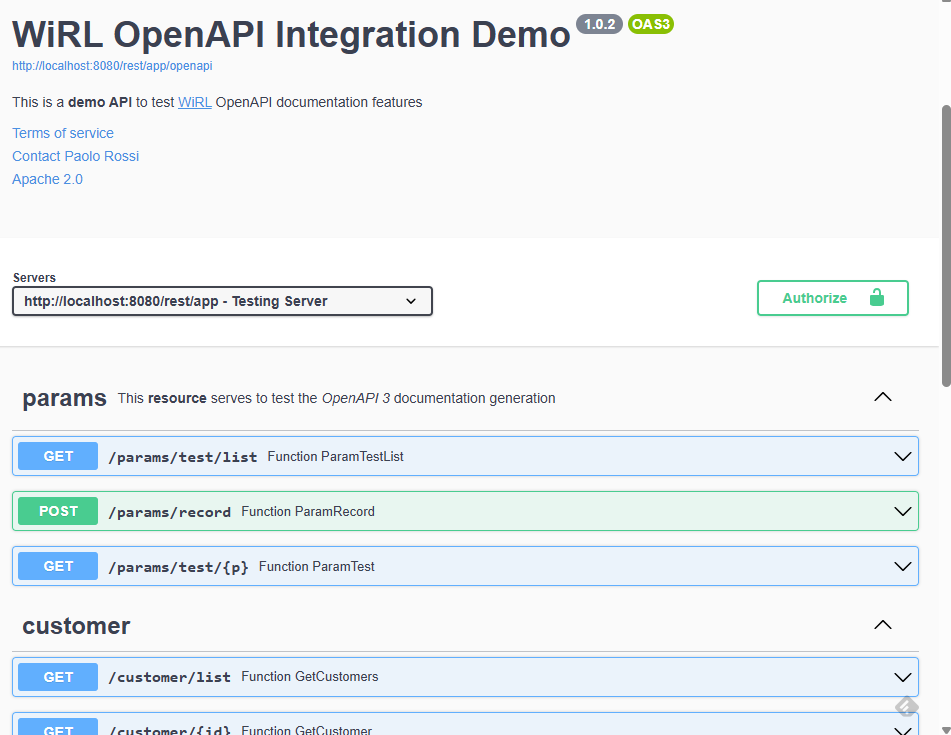 WiRL OpenAPI Integration Demo 1.0.2 OAS3
http://localhost:8080/rest/app/openapi
This is a demo API to test WiRL OpenAPI documentation features
Terms of service
Contact Paolo Rossi
Apache 2.0
Servers
http://localhost:8080/rest/app - Testing Server
Authorize
params This resource serves to test the OpenAPI 3 documentation generation
GET /params/test/list Function ParamTestList
POST /params/record Function ParamRecord
GET /params/test/{p} Function ParamTest
customer
GET /customer/list Function GetCustomers
GET /customer/{id} Function GetCustomer